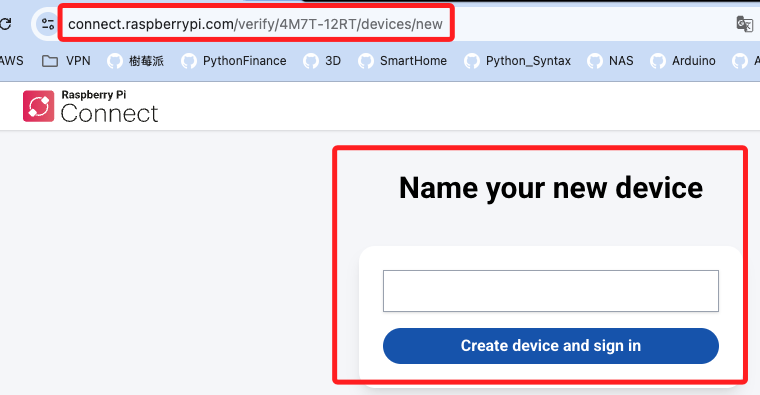 connect.raspberrypi.com/verify/4M7T-12RT/devices/new
AWS VPN 樹莓派 PythonFinance 3D SmartHome Python_Syntax NAS Arduino
Raspberry Pi
Connect
Name your new device
Create device and sign in